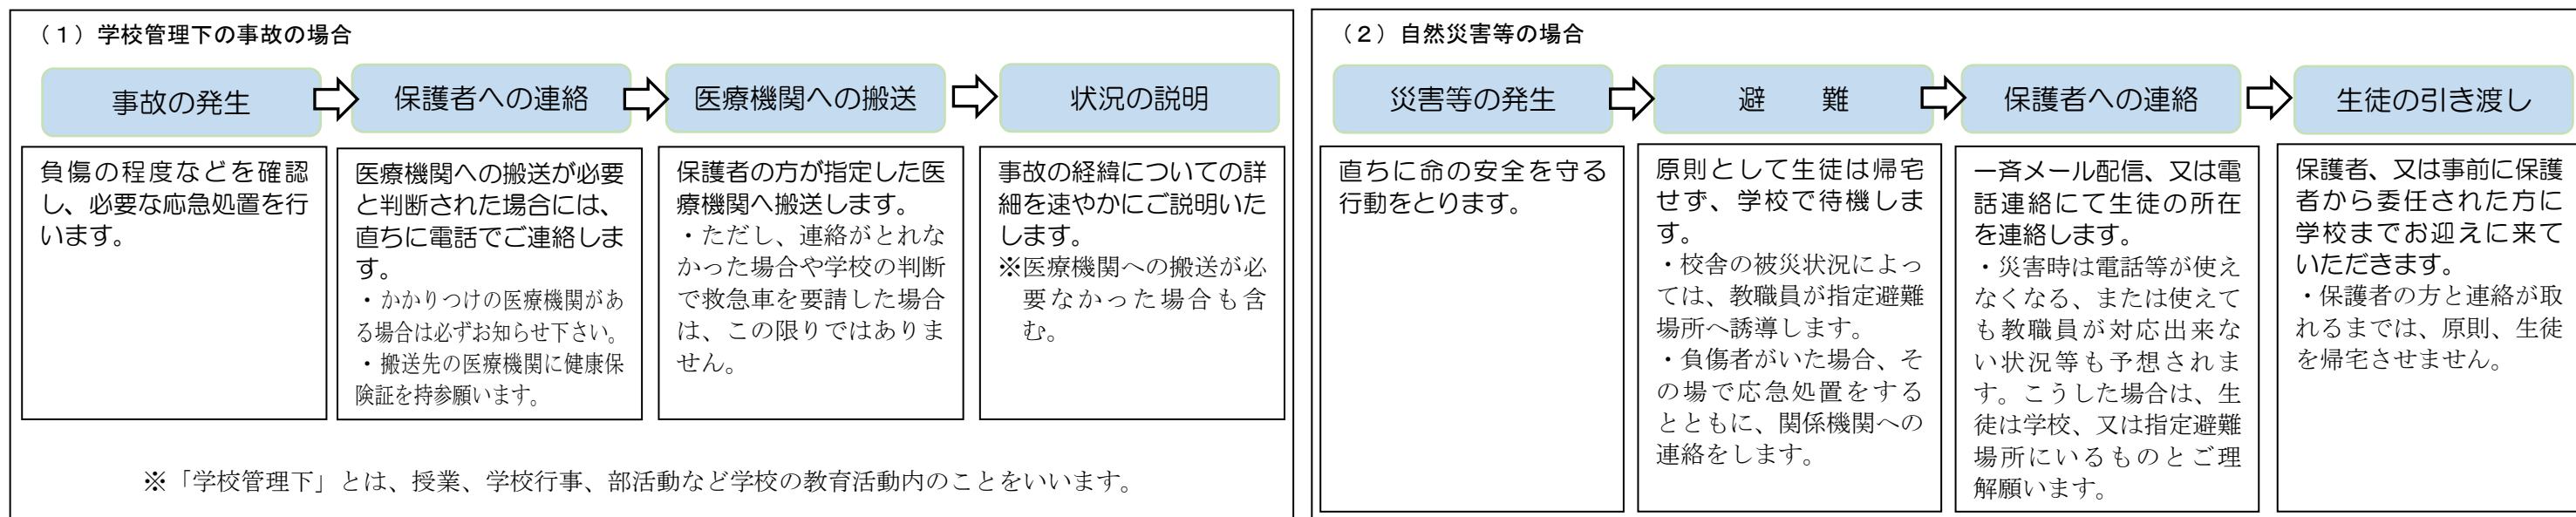 （１）学校管理下の事故の場合
事故の発生
保護者への連絡
医療機関への搬送
状況の説明
負傷の程度などを確認
し、必要な応急処置を行
います。
医療機関への搬送が必要
と判断された場合には、
直ちに電話でご連絡しま
す。
・かかりつけの医療機関があ
る場合は必ずお知らせ下さい。
・搬送先の医療機関に健康保
険証を持参願います。
保護者の方が指定した医
療機関へ搬送します。
・ただし、連絡がとれな
かった場合や学校の判断
で救急車を要請した場合
は、この限りではありま
せん。
事故の経緯についての詳
細を速やかにご説明いた
します。
※医療機関への搬送が必
要なかった場合も含
む。
※「学校管理下」とは、授業、学校行事、部活動など学校の教育活動内のことをいいます。
（２）自然災害等の場合
災害等の発生
避　難
保護者への連絡
生徒の引き渡し
直ちに命の安全を守る
行動をとります。
原則として生徒は帰宅
せず、学校で待機しま
す。
・校舎の被災状況によっ
ては、教職員が指定避難
場所へ誘導します。
・負傷者がいた場合、そ
の場で応急処置をする
とともに、関係機関への
連絡をします。
一斉メール配信、又は電
話連絡にて生徒の所在
を連絡します。
・災害時は電話等が使え
なくなる、または使えて
も教職員が対応出来な
い状況等も予想されま
す。こうした場合は、生
徒は学校、又は指定避難
場所にいるものとご理
解願います。
保護者、又は事前に保護
者から委任された方に
学校までお迎えに来て
いただきます。
・保護者の方と連絡が取
れるまでは、原則、生徒
を帰宅させません。